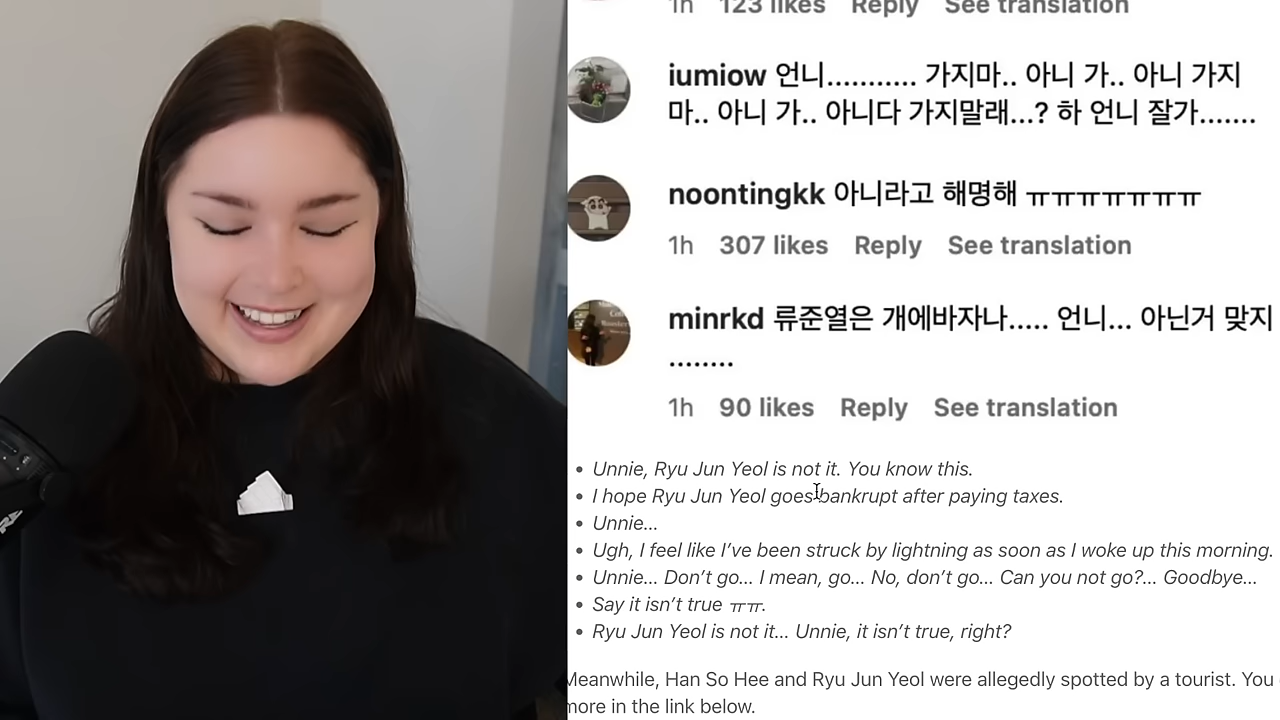 1h 123 likes Reply See translation
iumiow 언니........... 가지마.. 아니 가.. 아니 가지
마.. 아니 가.. 아니다 가지말래...? 하 언니 잘가.......
noontingkk 아니라고 해명해 ㅠㅠㅠㅠㅠㅠㅠ
1h 307 likes Reply See translation
minrkd 류준열은 개에바자나..... 언니... 아닌거 맞지
........
1h 90 likes Reply See translation
• Unnie, Ryu Jun Yeol is not it. You know this.
• I hope Ryu Jun Yeol goes bankrupt after paying taxes.
• Unnie...
• Ugh, I feel like I’ve been struck by lightning as soon as I woke up this morning.
• Unnie... Don’t go... I mean, go... No, don’t go... Can you not go?... Goodbye...
• Say it isn’t true ㅠㅠ.
• Ryu Jun Yeol is not it... Unnie, it isn’t true, right?
Meanwhile, Han So Hee and Ryu Jun Yeol were allegedly spotted by a tourist. You
more in the link below.